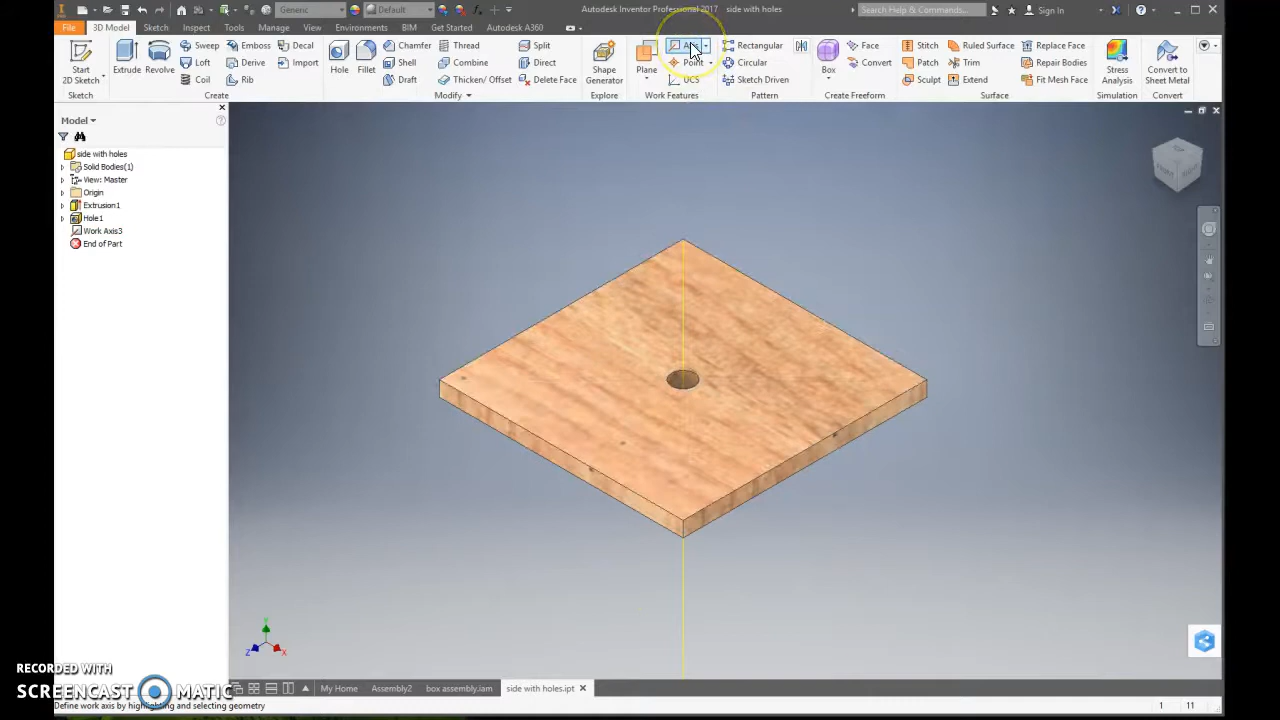 Generic
Default
Autodesk Inventor Professional 2017 side with holes
Search Help & Commands...
Sign In
File
3D Model
Sketch
Inspect
Tools
Manage
View
Environments
BIM
Get Started
Autodesk A360
Start
2D Sketch
Sketch
Extrude
Revolve
Sweep
Loft
Coil
Emboss
Derive
Rib
Decal
Import
Create
Hole
Fillet
Chamfer
Shell
Draft
Thread
Combine
Thicken/ Offset
Split
Direct
Delete Face
Modify
Shape
Generator
Explore
Plane
Point
UCS
Work Features
Rectangular
Circular
Sketch Driven
Pattern
Box
Face
Convert
Create Freeform
Stitch
Patch
Sculpt
Ruled Surface
Trim
Extend
Replace Face
Repair Bodies
Fit Mesh Face
Surface
Stress
Analysis
Simulation
Convert to
Sheet Metal
Convert
Model
side with holes
Solid Bodies(1)
View: Master
Origin
Extrusion1
Hole1
Work Axis3
End of Part
FRONT
RIGHT
Y
Z
X
RECORDED WITH
SCREENCAST MATIC
My Home
Assembly2
box assembly.iam
side with holes.ipt
Define work axis by highlighting and selecting geometry
1
11